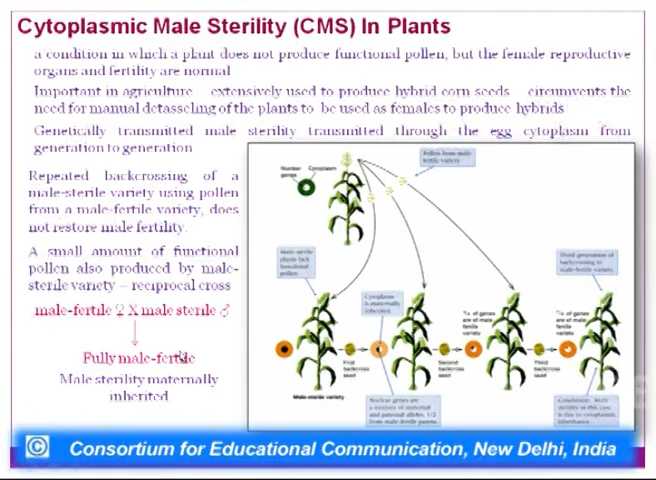 Cytoplasmic Male Sterility (CMS) In Plants
a condition in which a plant does not produce functional pollen, but the female reproductive
organs and fertility are normal
Important in agriculture – extensively used to produce hybrid corn seeds – circumvents the
need for manual detasseling of the plants to be used as females to produce hybrids
Genetically transmitted male sterility transmitted through the egg cytoplasm from
generation to generation
Repeated backcrossing of a
male-sterile variety using pollen
from a male-fertile variety, does
not restore male fertility.
A small amount of functional
pollen also produced by male-
sterile variety – reciprocal cross
male-fertile ♀ X male sterile ♂
Fully male-fertile
Male sterility maternally
inherited
Nuclear genes
Cytoplasm
Pollen from male-
fertile variety
Male-sterile
plants lack
functional
pollen.
Cytoplasm
is maternally
inherited.
Third generation of
backcrossing to
male-fertile variety.
of genes
are of male
fertile
variety
of genes
are of male
fertile
variety
First
backcross
seed
Second
backcross
seed
Third
backcross
seed
Male-sterile variety
Nuclear genes are
a mixture of maternal
and paternal alleles, 1/2
from male-fertile parent.
Conclusion: Male
sterility in this case
is due to cytoplasmic
inheritance.
© Consortium for Educational Communication, New Delhi, India